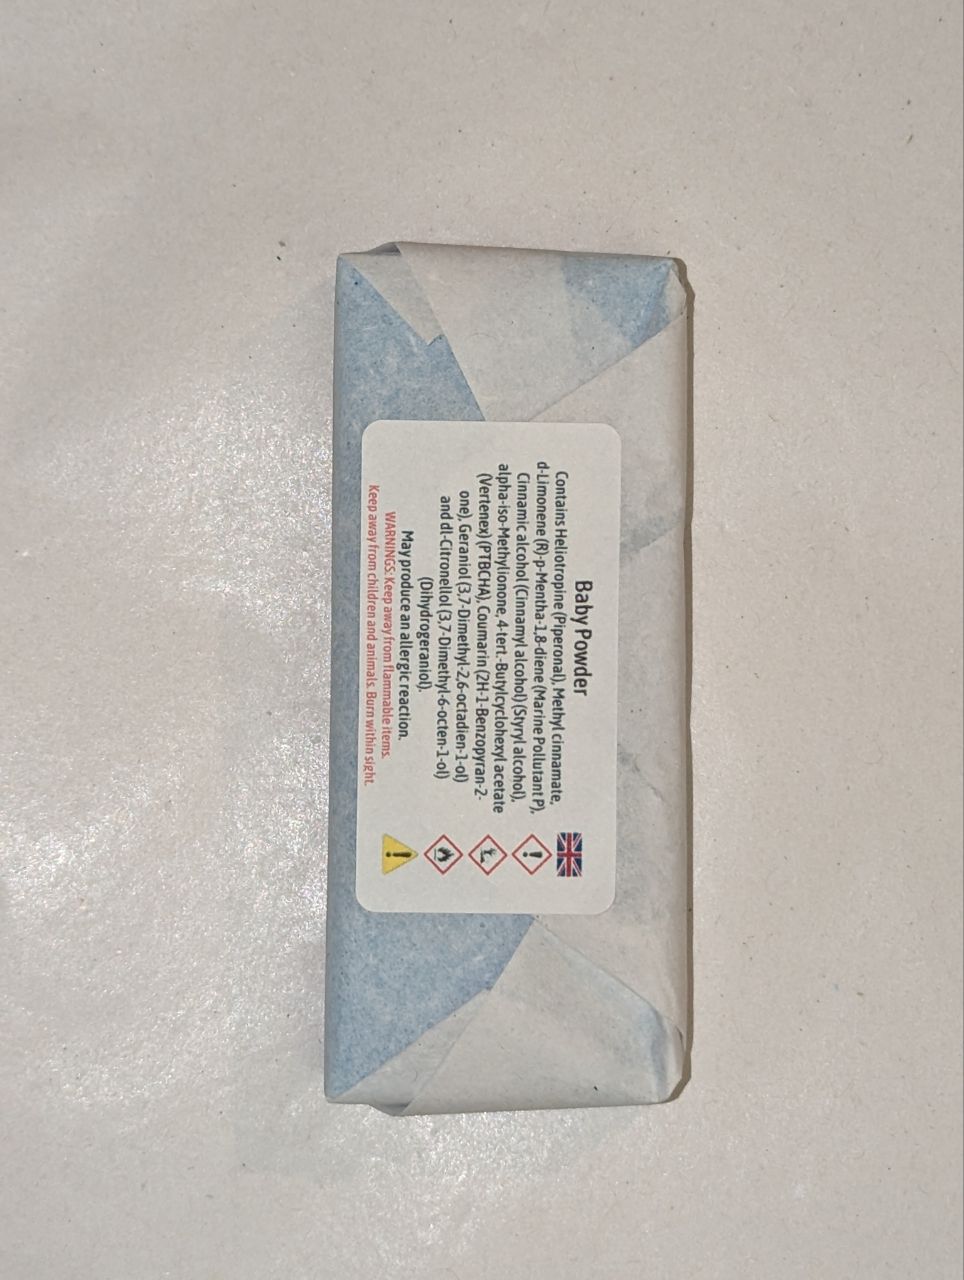 Baby Powder
Contains Heliotropine (Piperonal), Methyl cinnamate,
d-Limonene (R)-p-Mentha-1,8-diene (Marine Pollutant P),
Cinnamic alcohol (Cinnamyl alcohol) (Styryl alcohol),
alpha-iso-Methylionone, 4-tert.-Butylcyclohexyl acetate
(Vertenex) (PTBCHA), Coumarin (2H-1-Benzopyran-2-
one), Geraniol (3,7-Dimethyl-2,6-octadien-1-ol)
and dl-Citronellol (3,7-Dimethyl-6-octen-1-ol)
(Dihydrogeraniol).
May produce an allergic reaction.
WARNINGS: Keep away from flammable items.
Keep away from children and animals. Burn within sight.